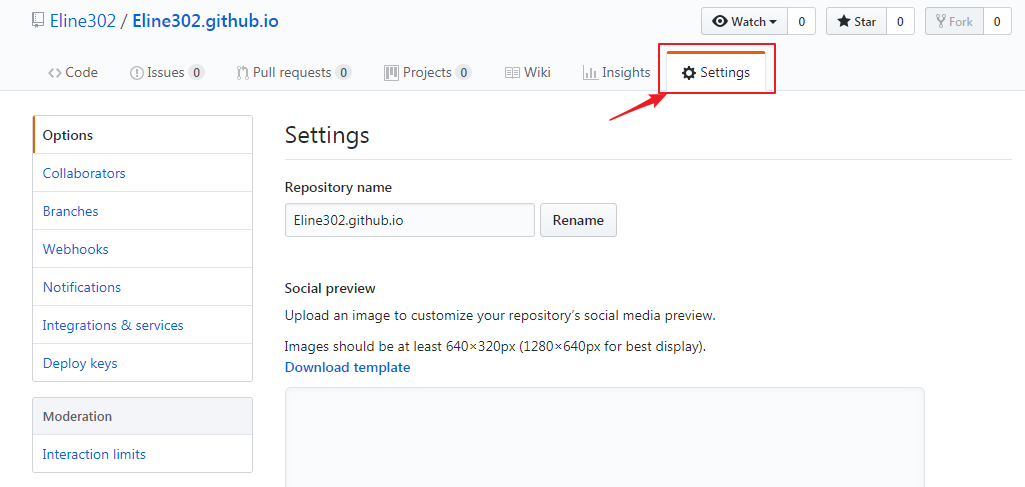 Eline302 / Eline302.github.io
Watch 0 Star 0 Fork 0
Code Issues 0 Pull requests 0 Projects 0 Wiki Insights Settings
Options
Collaborators
Branches
Webhooks
Notifications
Integrations & services
Deploy keys
Moderation
Interaction limits
Settings
Repository name
Eline302.github.io Rename
Social preview
Upload an image to customize your repository’s social media preview.
Images should be at least 640×320px (1280×640px for best display).
Download template